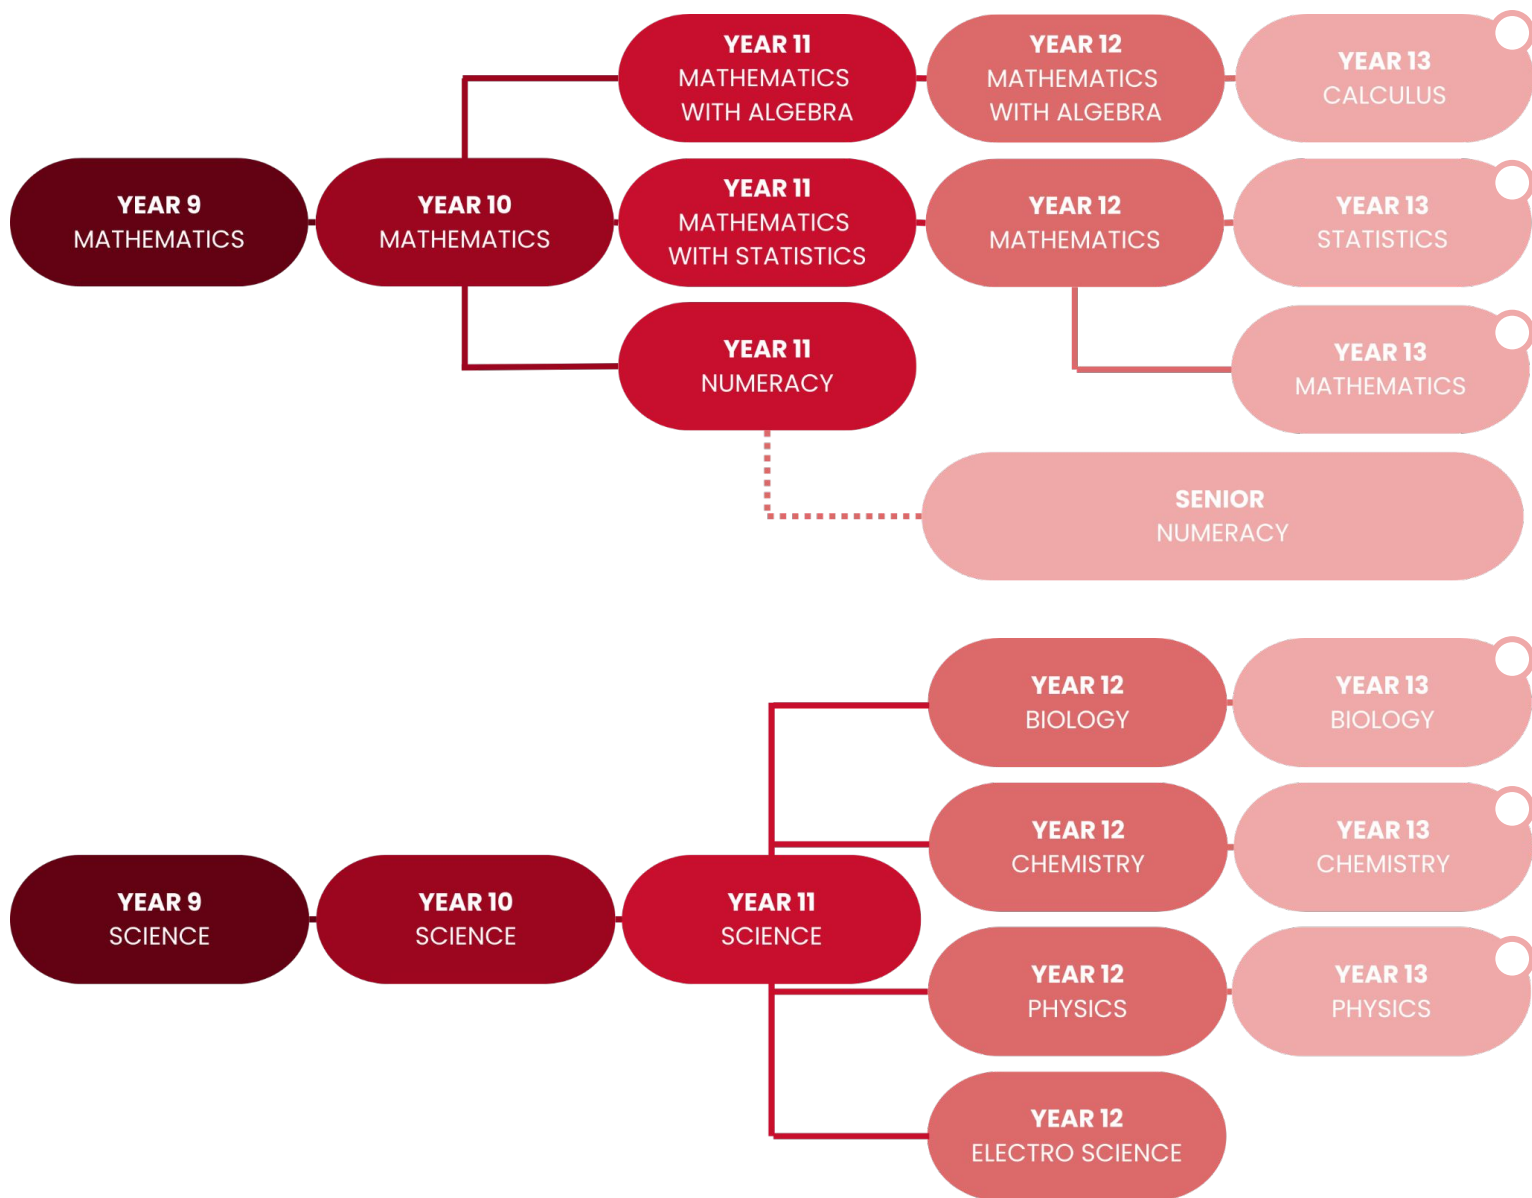 YEAR 11
MATHEMATICS
WITH ALGEBRA
YEAR 12
MATHEMATICS
WITH ALGEBRA
YEAR 13
CALCULUS
YEAR 9
MATHEMATICS
YEAR 10
MATHEMATICS
YEAR 11
MATHEMATICS
WITH STATISTICS
YEAR 12
MATHEMATICS
YEAR 13
STATISTICS
YEAR 11
NUMERACY
YEAR 13
MATHEMATICS
SENIOR
NUMERACY
YEAR 12
BIOLOGY
YEAR 13
BIOLOGY
YEAR 12
CHEMISTRY
YEAR 13
CHEMISTRY
YEAR 9
SCIENCE
YEAR 10
SCIENCE
YEAR 11
SCIENCE
YEAR 12
PHYSICS
YEAR 13
PHYSICS
YEAR 12
ELECTRO SCIENCE